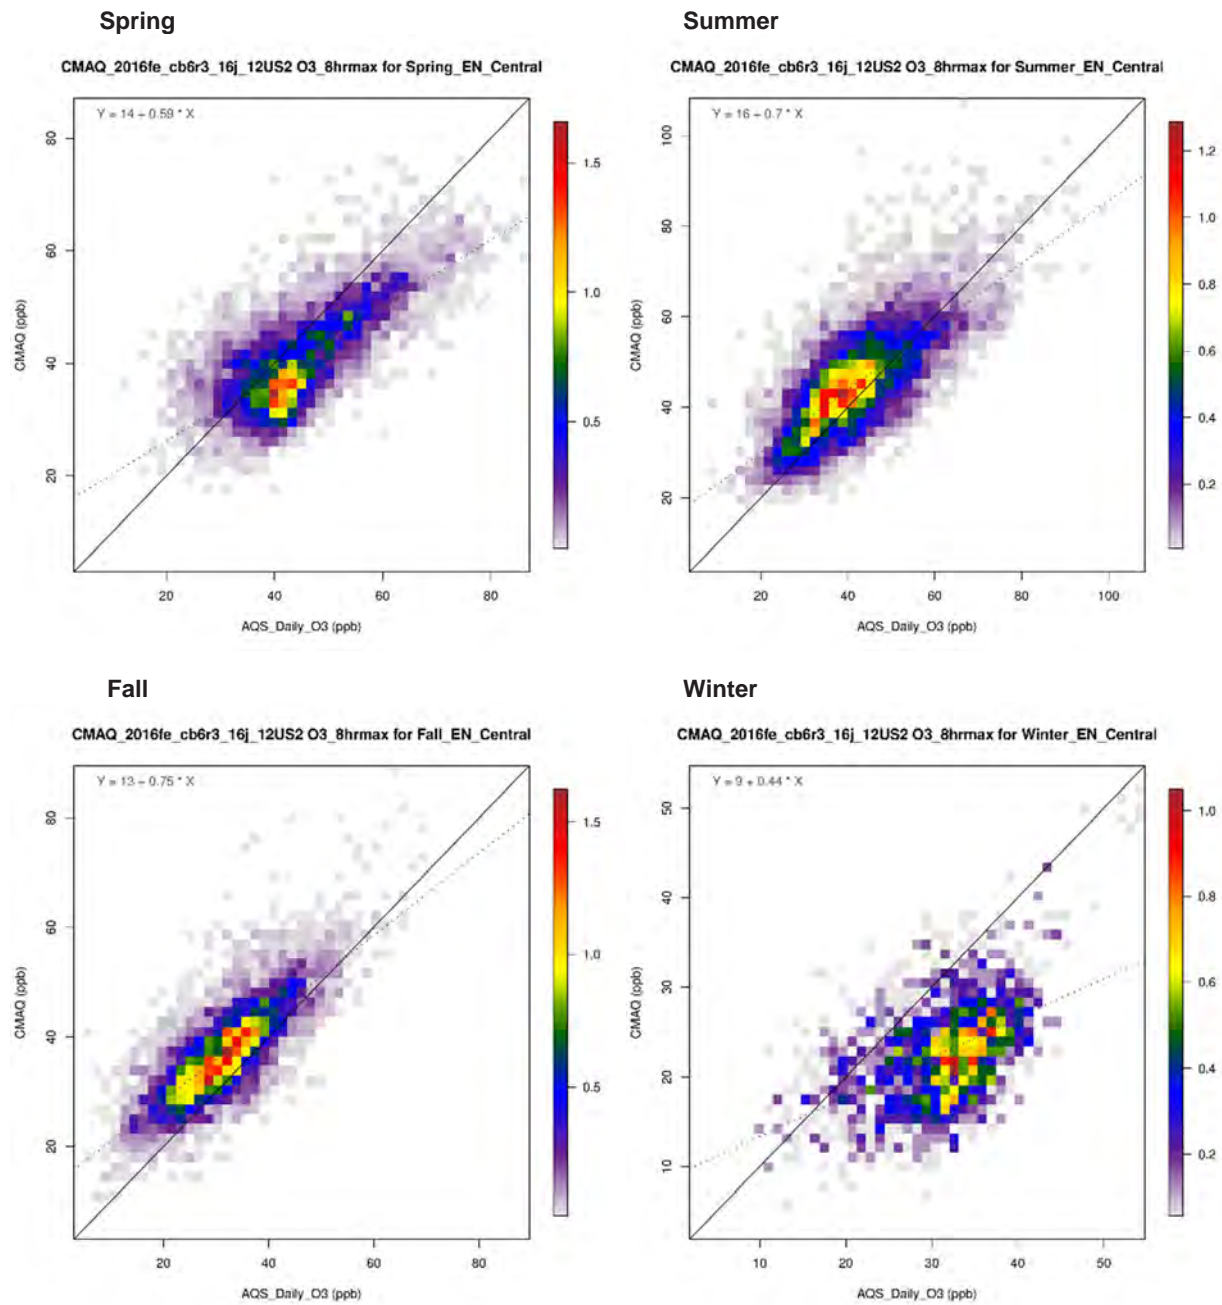 Spring
CMAQ_2016fe_cb6r3_16j_12US2 O3_8hrmax for Spring_EN_Central
Y = 14 + 0.59 * X
80
60
40
20
CMAQ (ppb)
20 40 60 80
AQS_Daily_O3 (ppb)
1.5
1.0
0.5
Summer
CMAQ_2016fe_cb6r3_16j_12US2 O3_8hrmax for Summer_EN_Central
Y = 16 + 0.7 * X
100
80
60
40
20
CMAQ (ppb)
20 40 60 80 100
AQS_Daily_O3 (ppb)
1.2
1.0
0.8
0.6
0.4
0.2
Fall
CMAQ_2016fe_cb6r3_16j_12US2 O3_8hrmax for Fall_EN_Central
Y = 13 + 0.75 * X
80
60
40
20
CMAQ (ppb)
20 40 60 80
AQS_Daily_O3 (ppb)
1.5
1.0
0.5
Winter
CMAQ_2016fe_cb6r3_16j_12US2 O3_8hrmax for Winter_EN_Central
Y = 9 + 0.44 * X
50
40
30
20
10
CMAQ (ppb)
10 20 30 40 50
AQS_Daily_O3 (ppb)
1.0
0.8
0.6
0.4
0.2